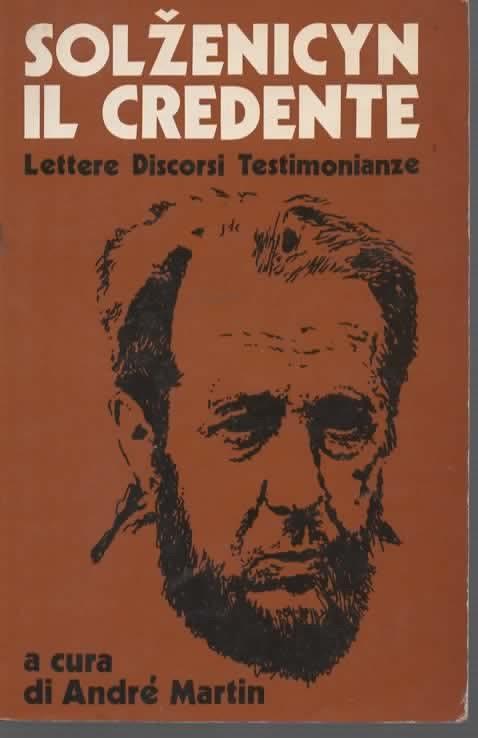 SOLŽENICYN
IL CREDENTE
Lettere Discorsi Testimonianze
a cura
di André Martin